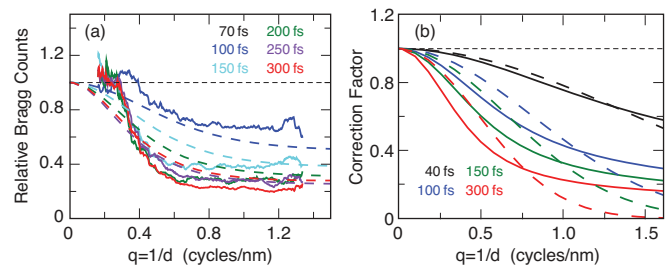 (a)
70 fs 200 fs
100 fs 250 fs
150 fs 300 fs
Relative Bragg Counts
1.2
0.8
0.4
0
0 0.4 0.8 1.2
q=1/d (cycles/nm)
(b)
Correction Factor
1.2
0.8
0.4
0
40 fs 150 fs
100 fs 300 fs
0 0.5 1.0 1.5
q=1/d (cycles/nm)